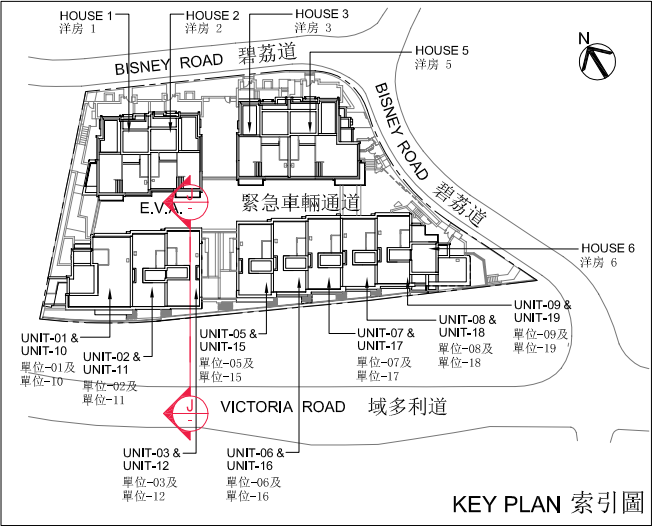 HOUSE 1
洋房 1
HOUSE 2
洋房 2
HOUSE 3
洋房 3
HOUSE 5
洋房 5
N
BISNEY ROAD 碧荔道
BISNEY ROAD 碧荔道
J
-
E.V.A.
緊急車輛通道
HOUSE 6
洋房 6
UNIT-01 &
UNIT-10
單位-01及
單位-10
UNIT-02 &
UNIT-11
單位-02及
單位-11
UNIT-05 &
UNIT-15
單位-05及
單位-15
UNIT-07 &
UNIT-17
單位-07及
單位-17
UNIT-08 &
UNIT-18
單位-08及
單位-18
UNIT-09 &
UNIT-19
單位-09及
單位-19
J
-
VICTORIA ROAD 域多利道
UNIT-03 &
UNIT-12
單位-03及
單位-12
UNIT-06 &
UNIT-16
單位-06及
單位-16
KEY PLAN 索引圖